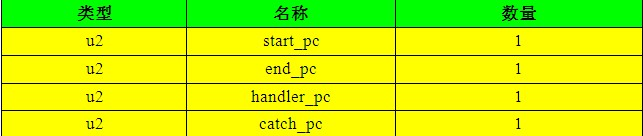 类型 名称 数量
u2 start_pc 1
u2 end_pc 1
u2 handler_pc 1
u2 catch_pc 1